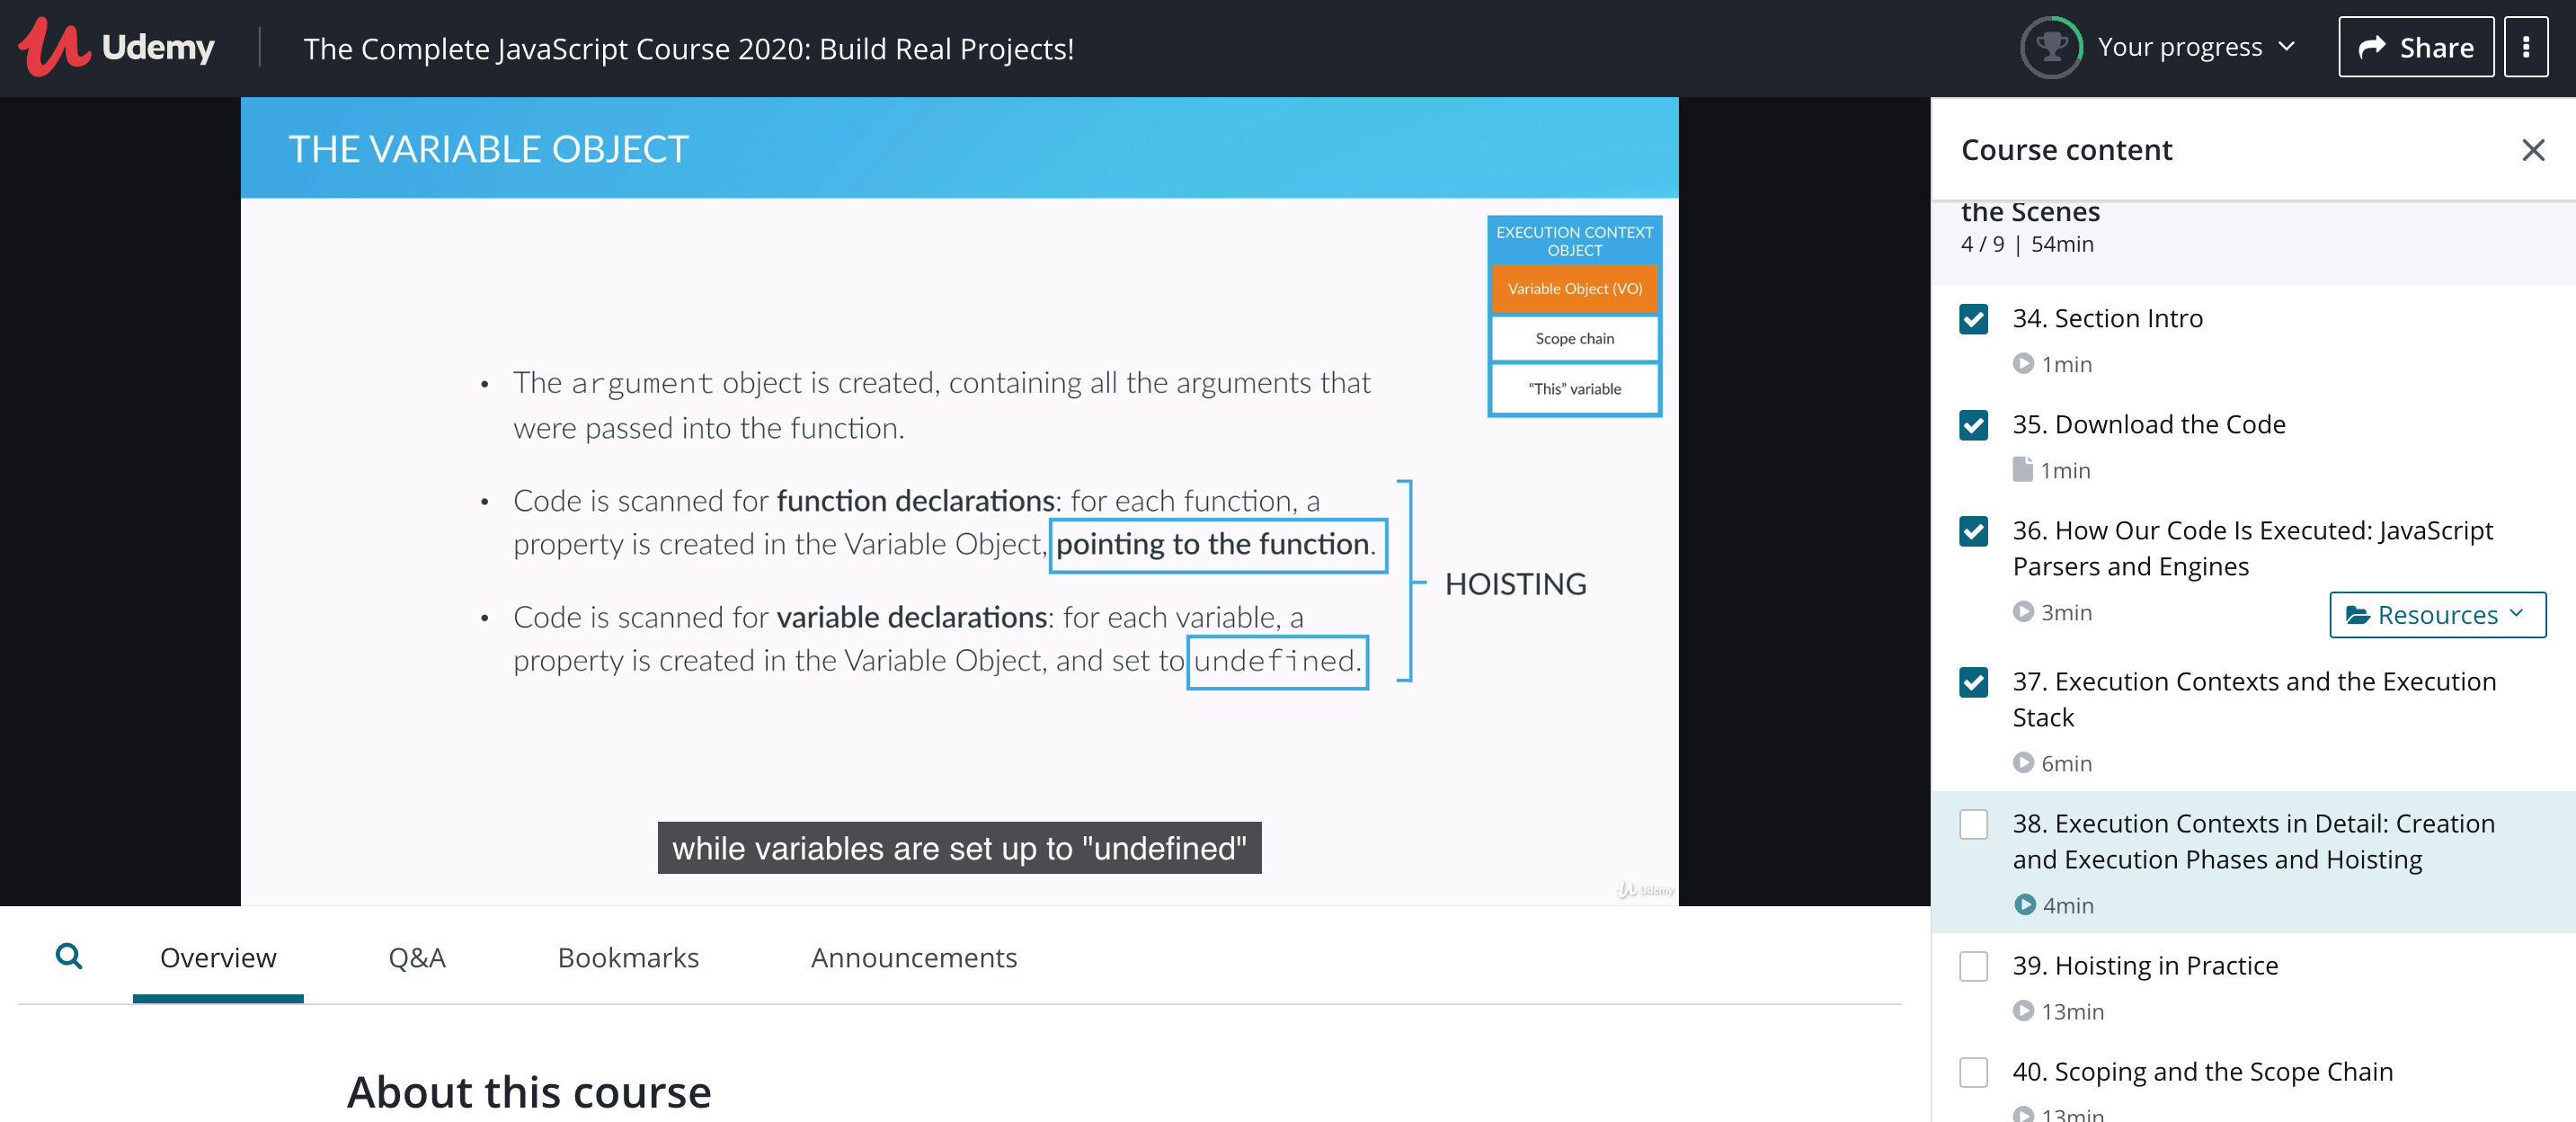 Udemy
The Complete JavaScript Course 2020: Build Real Projects!
Your progress
Share
THE VARIABLE OBJECT
EXECUTION CONTEXT
OBJECT
Variable Object (VO)
Scope chain
“This” variable
• The argument object is created, containing all the arguments that
were passed into the function.
• Code is scanned for function declarations: for each function, a
property is created in the Variable Object, pointing to the function.
• Code is scanned for variable declarations: for each variable, a
property is created in the Variable Object, and set to undefined.
HOISTING
while variables are set up to "undefined"
Udemy
Overview
Q&A
Bookmarks
Announcements
About this course
Course content
the Scenes
4 / 9 | 54min
34. Section Intro
1min
35. Download the Code
1min
36. How Our Code Is Executed: JavaScript
Parsers and Engines
3min
Resources
37. Execution Contexts and the Execution
Stack
6min
38. Execution Contexts in Detail: Creation
and Execution Phases and Hoisting
4min
39. Hoisting in Practice
13min
40. Scoping and the Scope Chain
13min